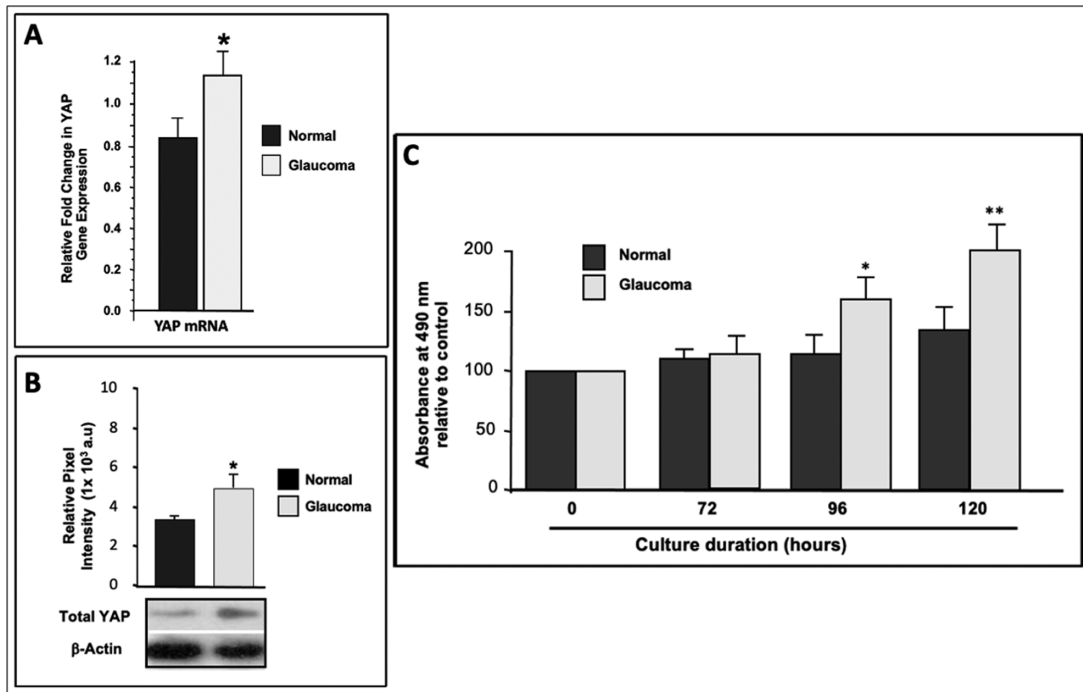 A
*
1.2
1.0
0.8
0.6
0.4
0.2
0.0
Relative Fold Change in YAP
Gene Expression
YAP mRNA
Normal
Glaucoma
B
10
8
6
4
2
0
Relative Pixel
Intensity (1x 10³ a.u)
*
Normal
Glaucoma
Total YAP
β-Actin
C
Normal
Glaucoma
*
**
200
150
100
50
0
Absorbance at 490 nm
relative to control
0 72 96 120
Culture duration (hours)